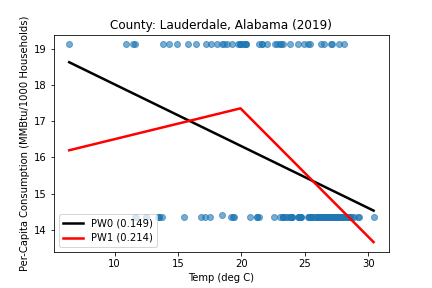 County: Lauderdale, Alabama (2019)
Per-Capita Consumption (MMBtu/1000 Households)
19
18
17
16
15
14
PW0 (0.149)
PW1 (0.214)
10
15
20
25
30
Temp (deg C)